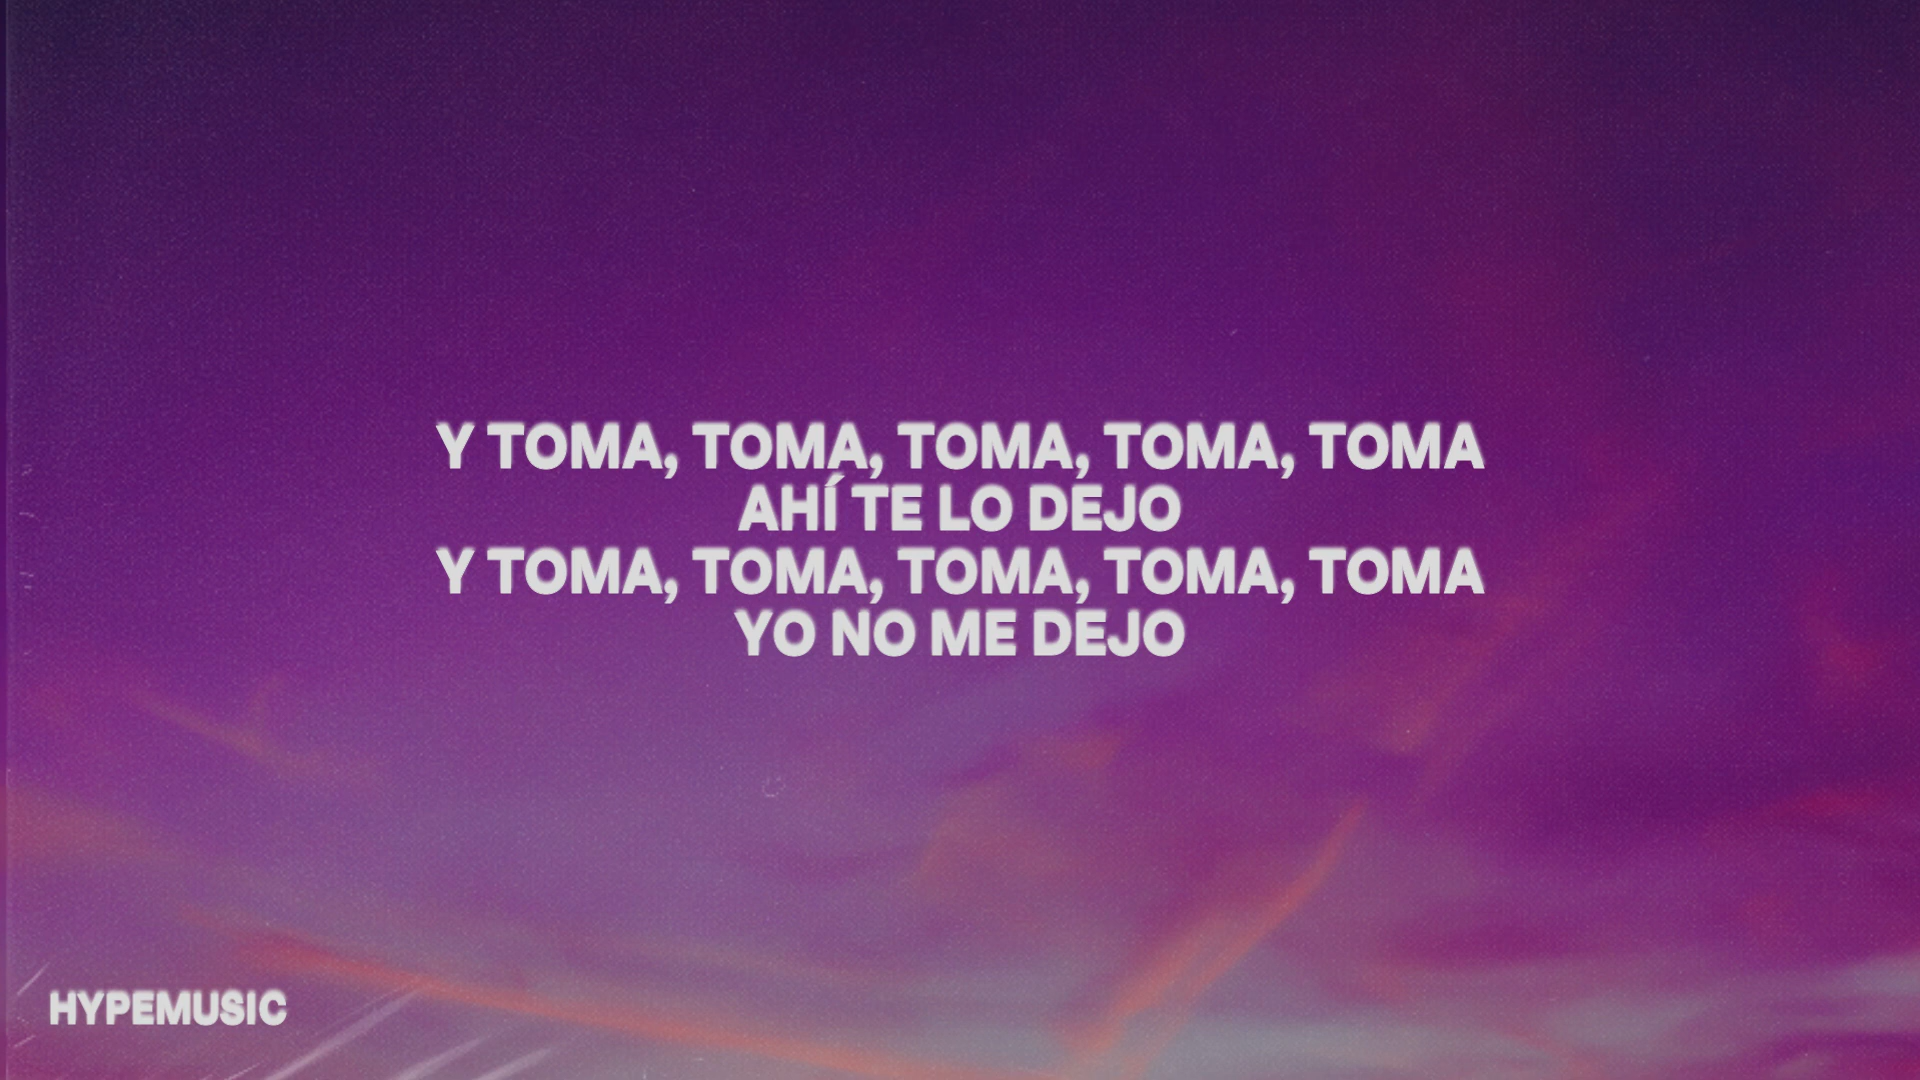 Y TOMA, TOMA, TOMA, TOMA, TOMA
AHÍ TE LO DEJO
Y TOMA, TOMA, TOMA, TOMA, TOMA
YO NO ME DEJO
HYPEMUSIC